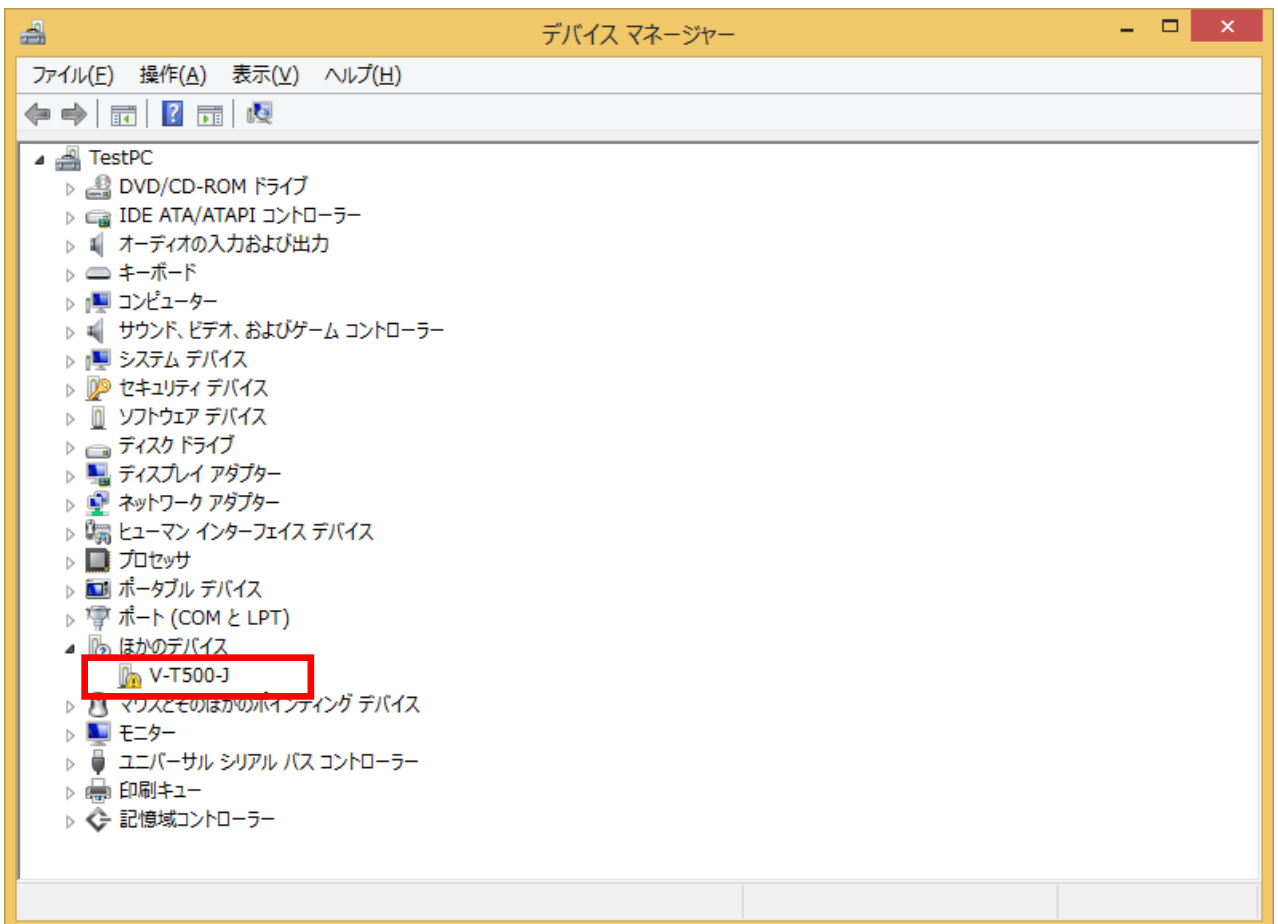 デバイス マネージャー
ファイル(F) 操作(A) 表示(V) ヘルプ(H)
TestPC
DVD/CD-ROM ドライブ
IDE ATA/ATAPI コントローラー
オーディオの入力および出力
キーボード
コンピューター
サウンド、ビデオ、およびゲーム コントローラー
システム デバイス
セキュリティ デバイス
ソフトウェア デバイス
ディスク ドライブ
ディスプレイ アダプター
ネットワーク アダプター
ヒューマン インターフェイス デバイス
プロセッサ
ポータブル デバイス
ポート (COM と LPT)
ほかのデバイス
V-T500-J
マウスとそのほかのポインティング デバイス
モニター
ユニバーサル シリアル バス コントローラー
印刷キュー
記憶域コントローラー